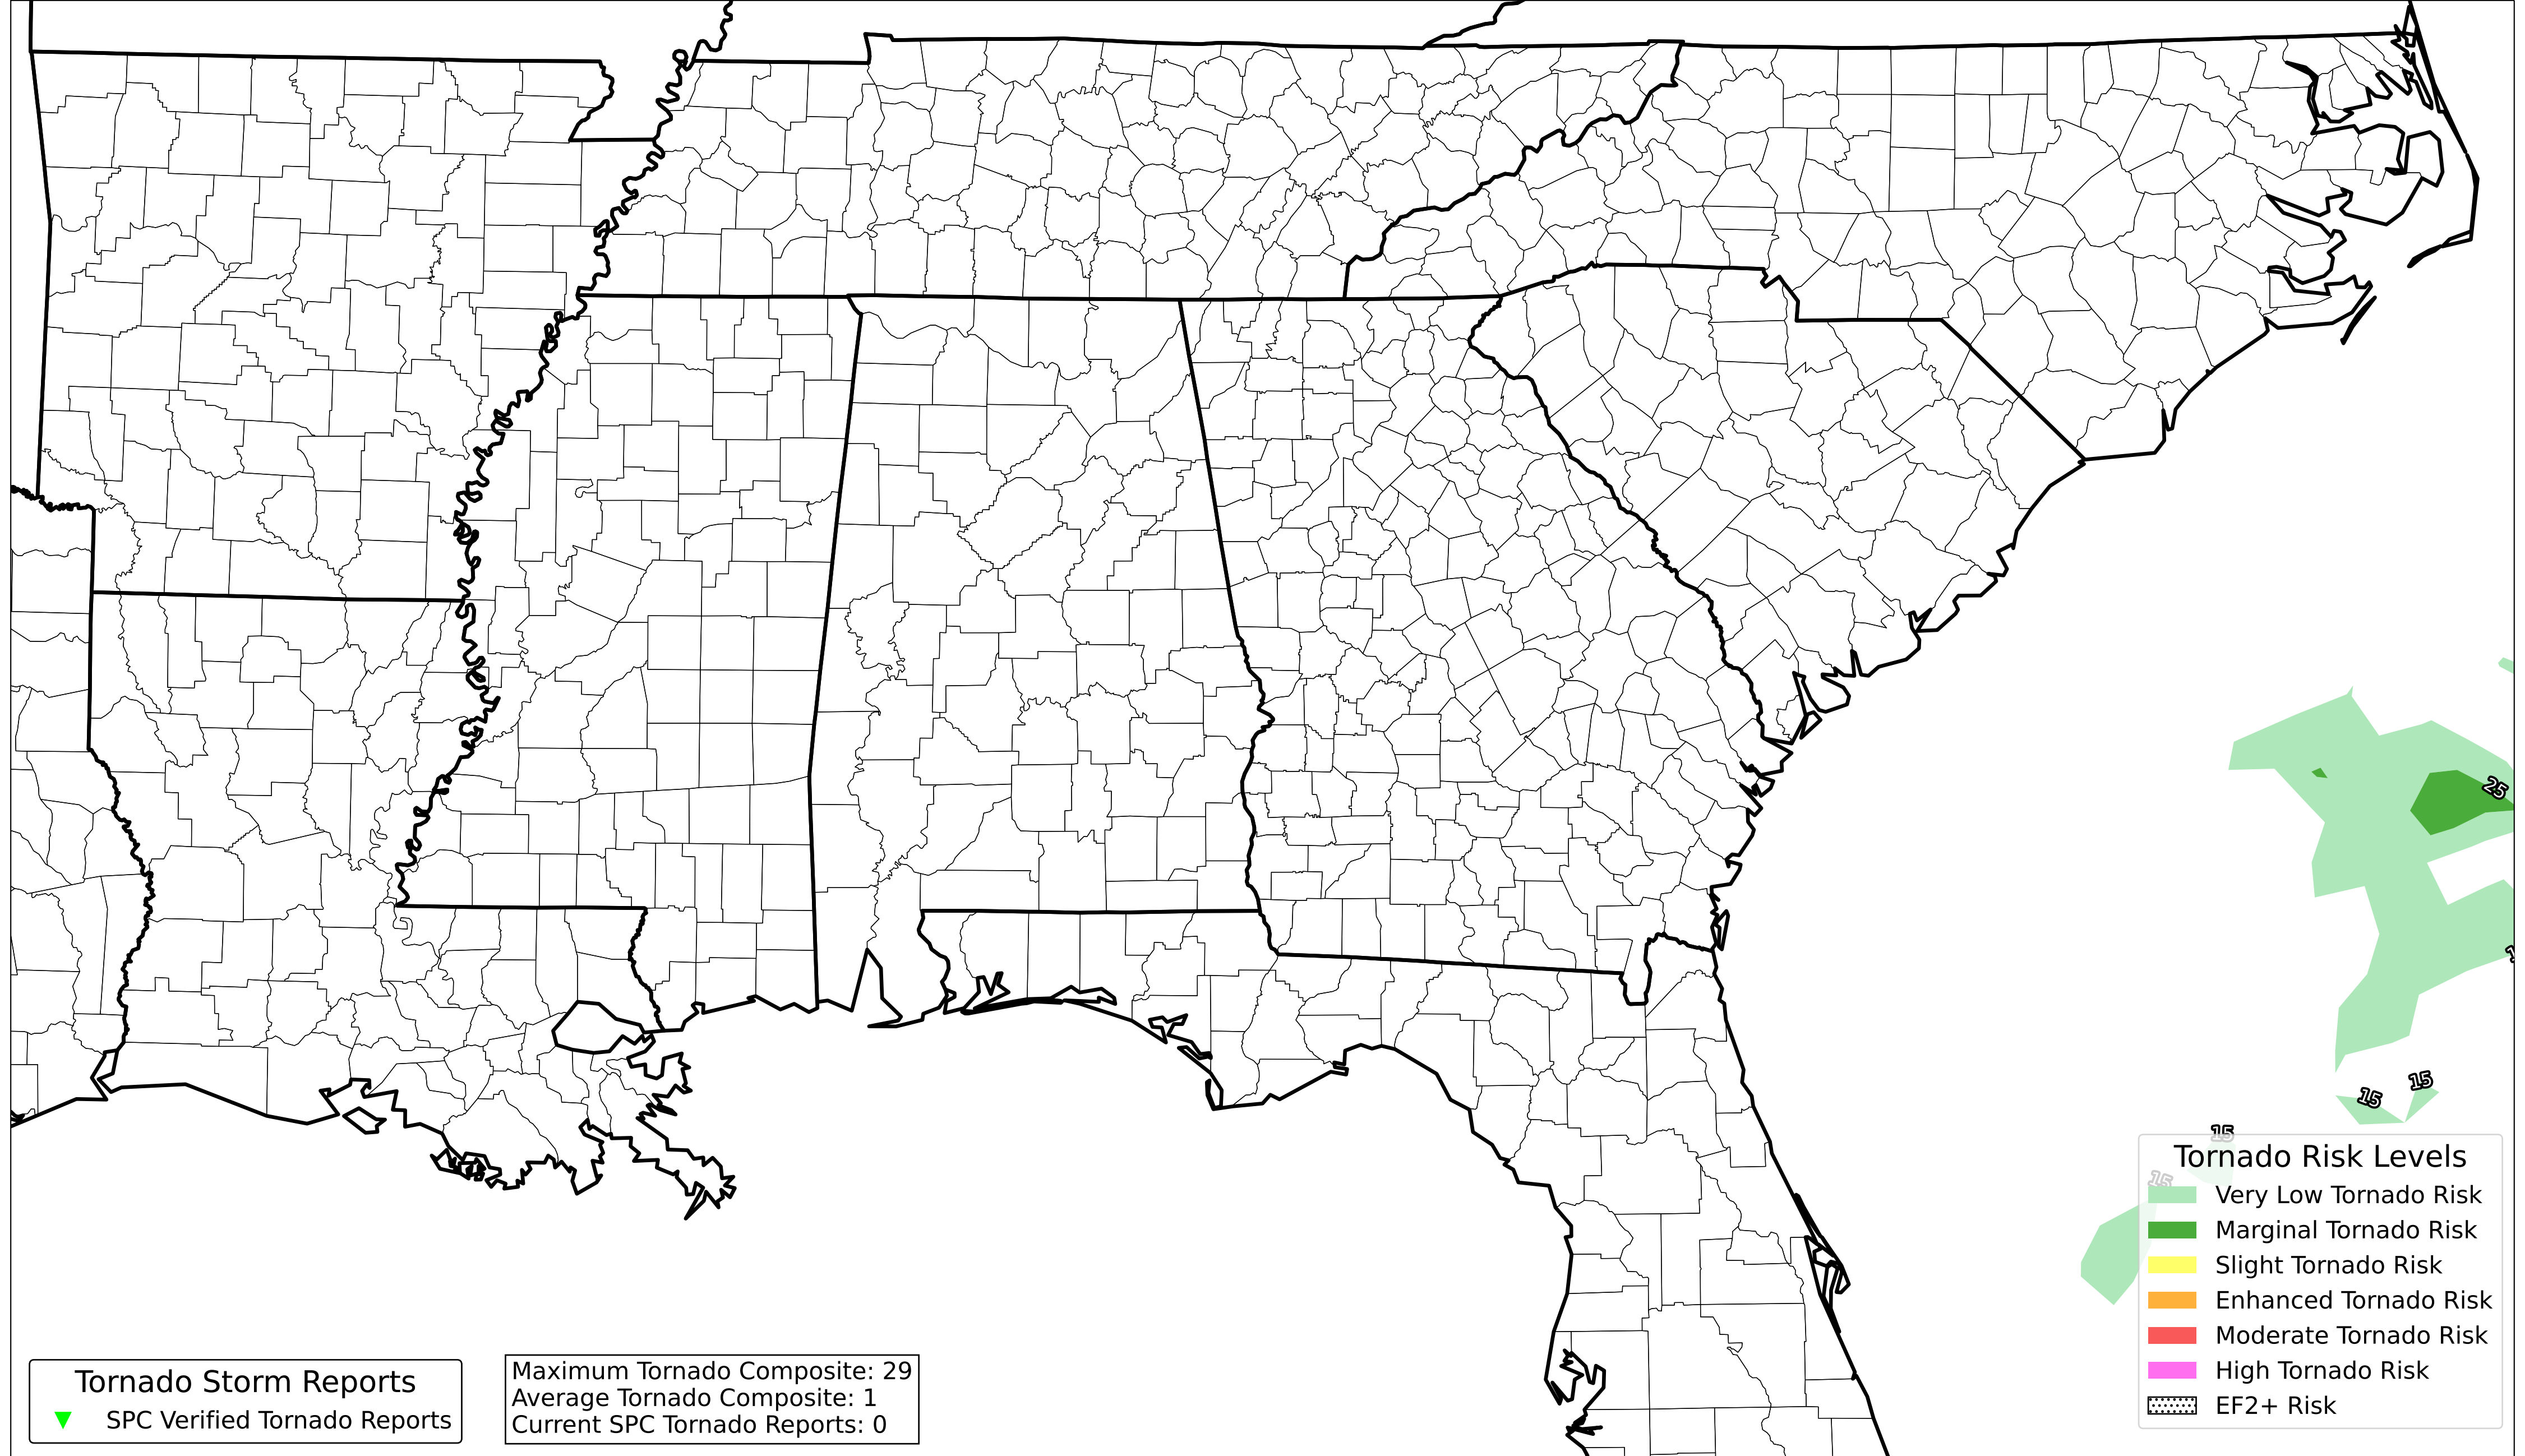 25
15
15
15
15
Tornado Risk Levels
Very Low Tornado Risk
Marginal Tornado Risk
Slight Tornado Risk
Enhanced Tornado Risk
Moderate Tornado Risk
High Tornado Risk
EF2+ Risk
Tornado Storm Reports
SPC Verified Tornado Reports
Maximum Tornado Composite: 29
Average Tornado Composite: 1
Current SPC Tornado Reports: 0